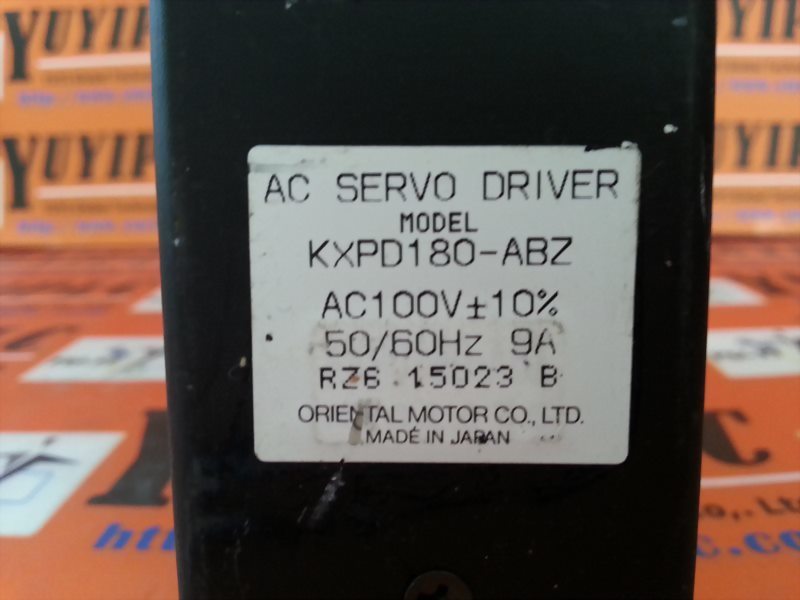 AC SERVO DRIVER
MODEL
KXPD180-ABZ
AC100V±10%
50/60Hz 9A
RZ6 15023 B
ORIENTAL MOTOR CO., LTD.
MADE IN JAPAN